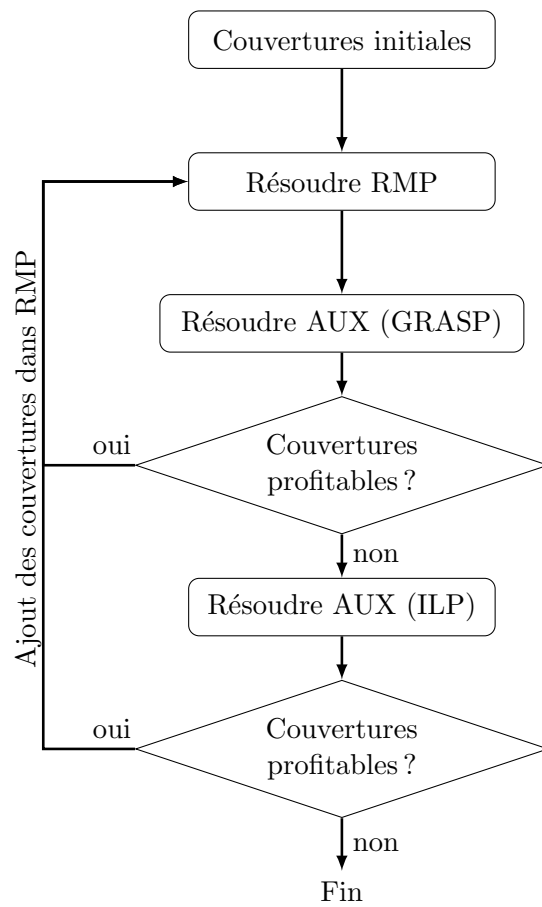 Couvertures initiales
Résoudre RMP
Résoudre AUX (GRASP)
Couvertures
profitables ?
oui
non
Résoudre AUX (ILP)
Couvertures
profitables ?
oui
non
Fin
Ajout des couvertures dans RMP